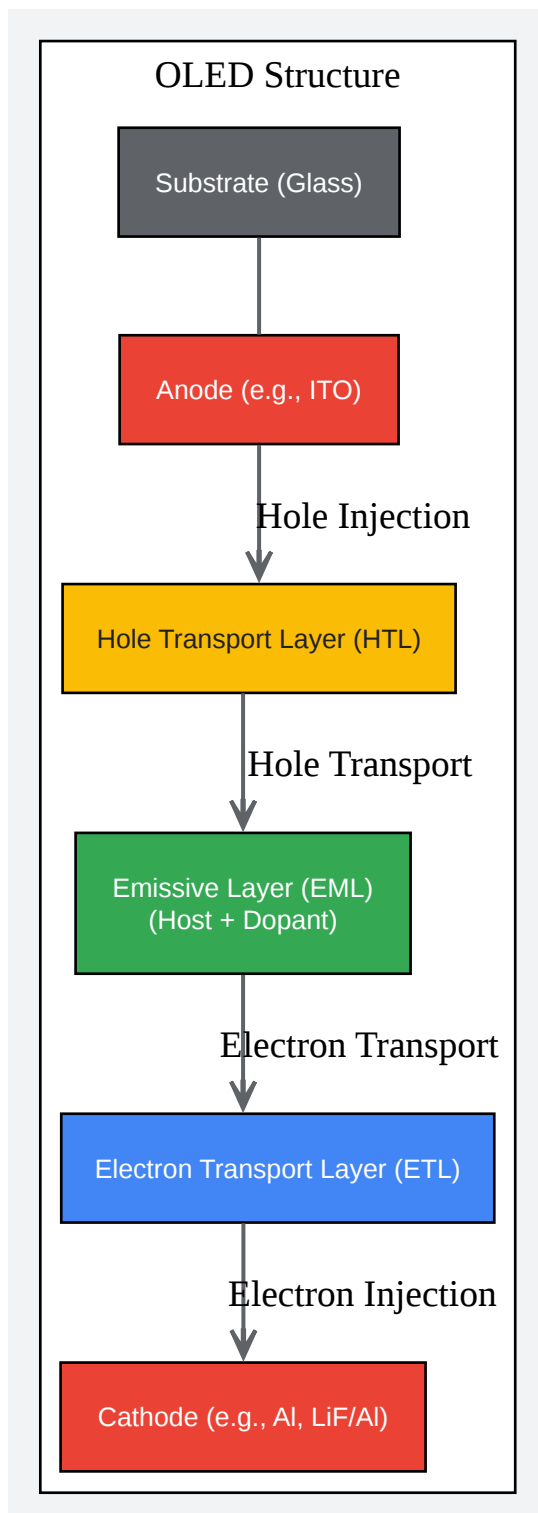 OLED Structure
Substrate (Glass)
Anode (e.g., ITO)
Hole Injection
Hole Transport Layer (HTL)
Hole Transport
Emissive Layer (EML)
(Host + Dopant)
Electron Transport
Electron Transport Layer (ETL)
Electron Injection
Cathode (e.g., Al, LiF/Al)